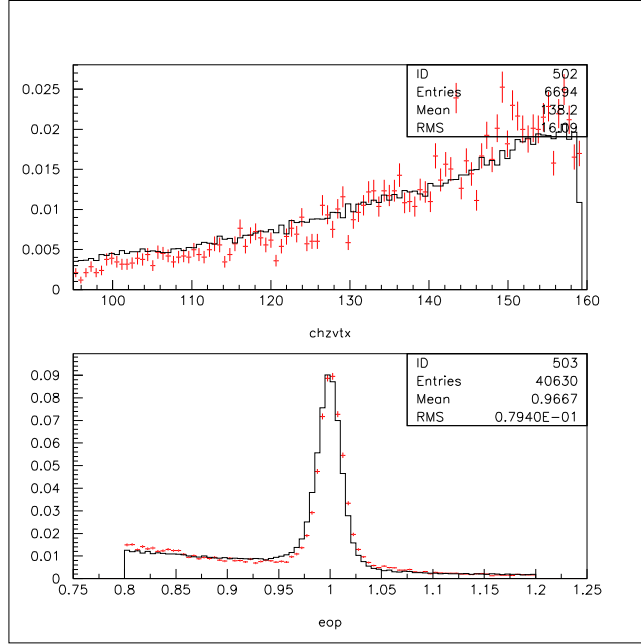 ID 502
Entries 6694
Mean 138.2
RMS 16.09
0.025
0.02
0.015
0.01
0.005
0
100 110 120 130 140 150 160
chzvtx
ID 503
Entries 40630
Mean 0.9667
RMS 0.7940E-01
0.09
0.08
0.07
0.06
0.05
0.04
0.03
0.02
0.01
0
0.75 0.8 0.85 0.9 0.95 1 1.05 1.1 1.15 1.2 1.25
eop